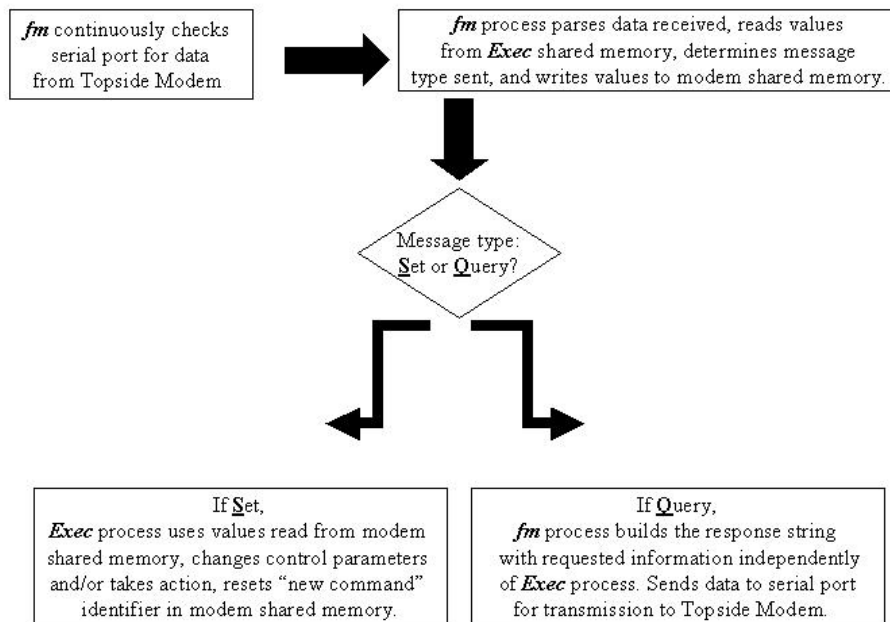 fm continuously checks
serial port for data
from Topside Modem
fm process parses data received, reads values
from Exec shared memory, determines message
type sent, and writes values to modem shared memory.
Message type:
Set or Query?
If Set,
Exec process uses values read from modem
shared memory, changes control parameters
and/or takes action, resets “new command”
identifier in modem shared memory.
If Query,
fm process builds the response string
with requested information independently
of Exec process. Sends data to serial port
for transmission to Topside Modem.